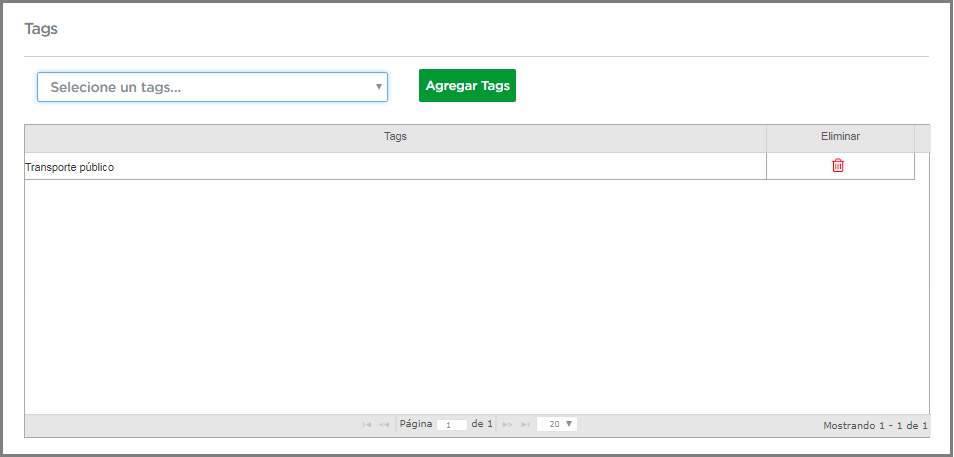 Tags
Selecione un tags...
Agregar Tags
Tags Eliminar
Transporte público
Página 1 de 1 20 Mostrando 1 - 1 de 1